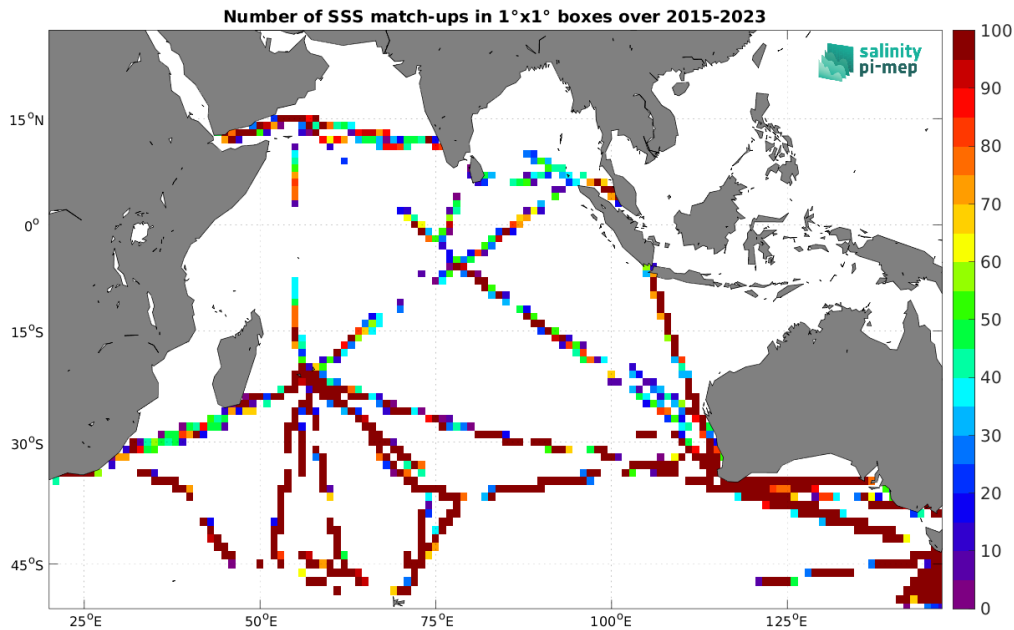 Number of SSS match-ups in 1°x1° boxes over 2015-2023
salinity
pi-mep
15°N
0°
15°S
30°S
45°S
25°E
50°E
75°E
100°E
125°E
100
90
80
70
60
50
40
30
20
10
0